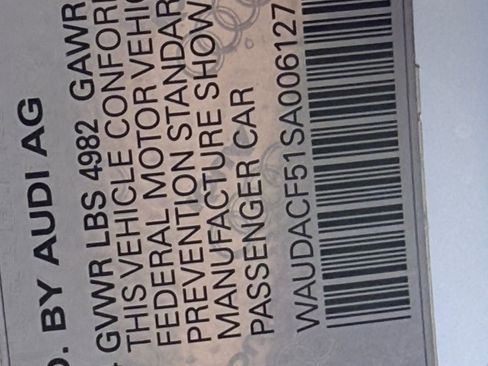 D. BY AUDI AG
GVWR LBS 4982 GAWR
THIS VEHICLE CONFOR
FEDERAL MOTOR VEHIC
PREVENTION STANDAR
MANUFACTURE SHOW
PASSENGER CAR
WAUDACF51SA006127